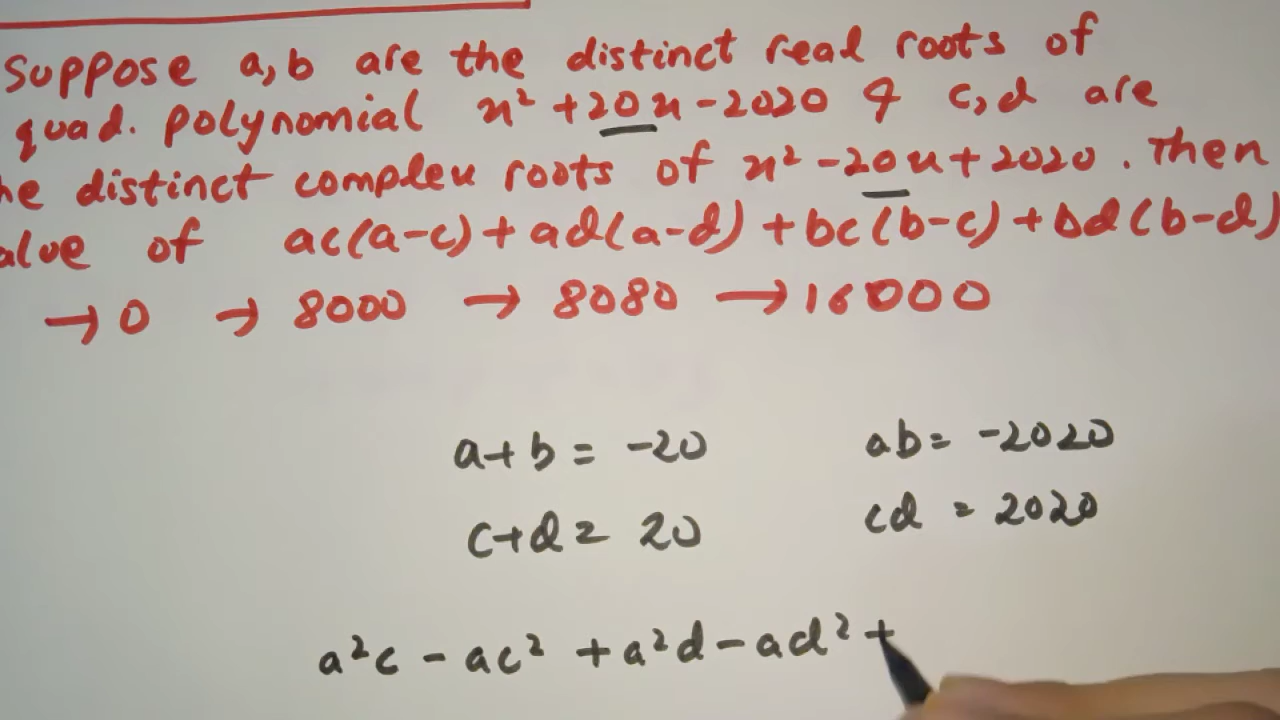 Suppose a,b are the distinct real roots of
quad. polynomial x² + 20x - 2020 & c,d are
he distinct complex roots of x² - 20x + 2020. Then
alue of ac(a-c) + ad(a-d) + bc(b-c) + bd(b-d)
→ 0 → 8000 → 8080 → 16000
a+b = -20 ab = -2020
c+d = 20 cd = 2020
a²c - ac² + a²d - ad² +